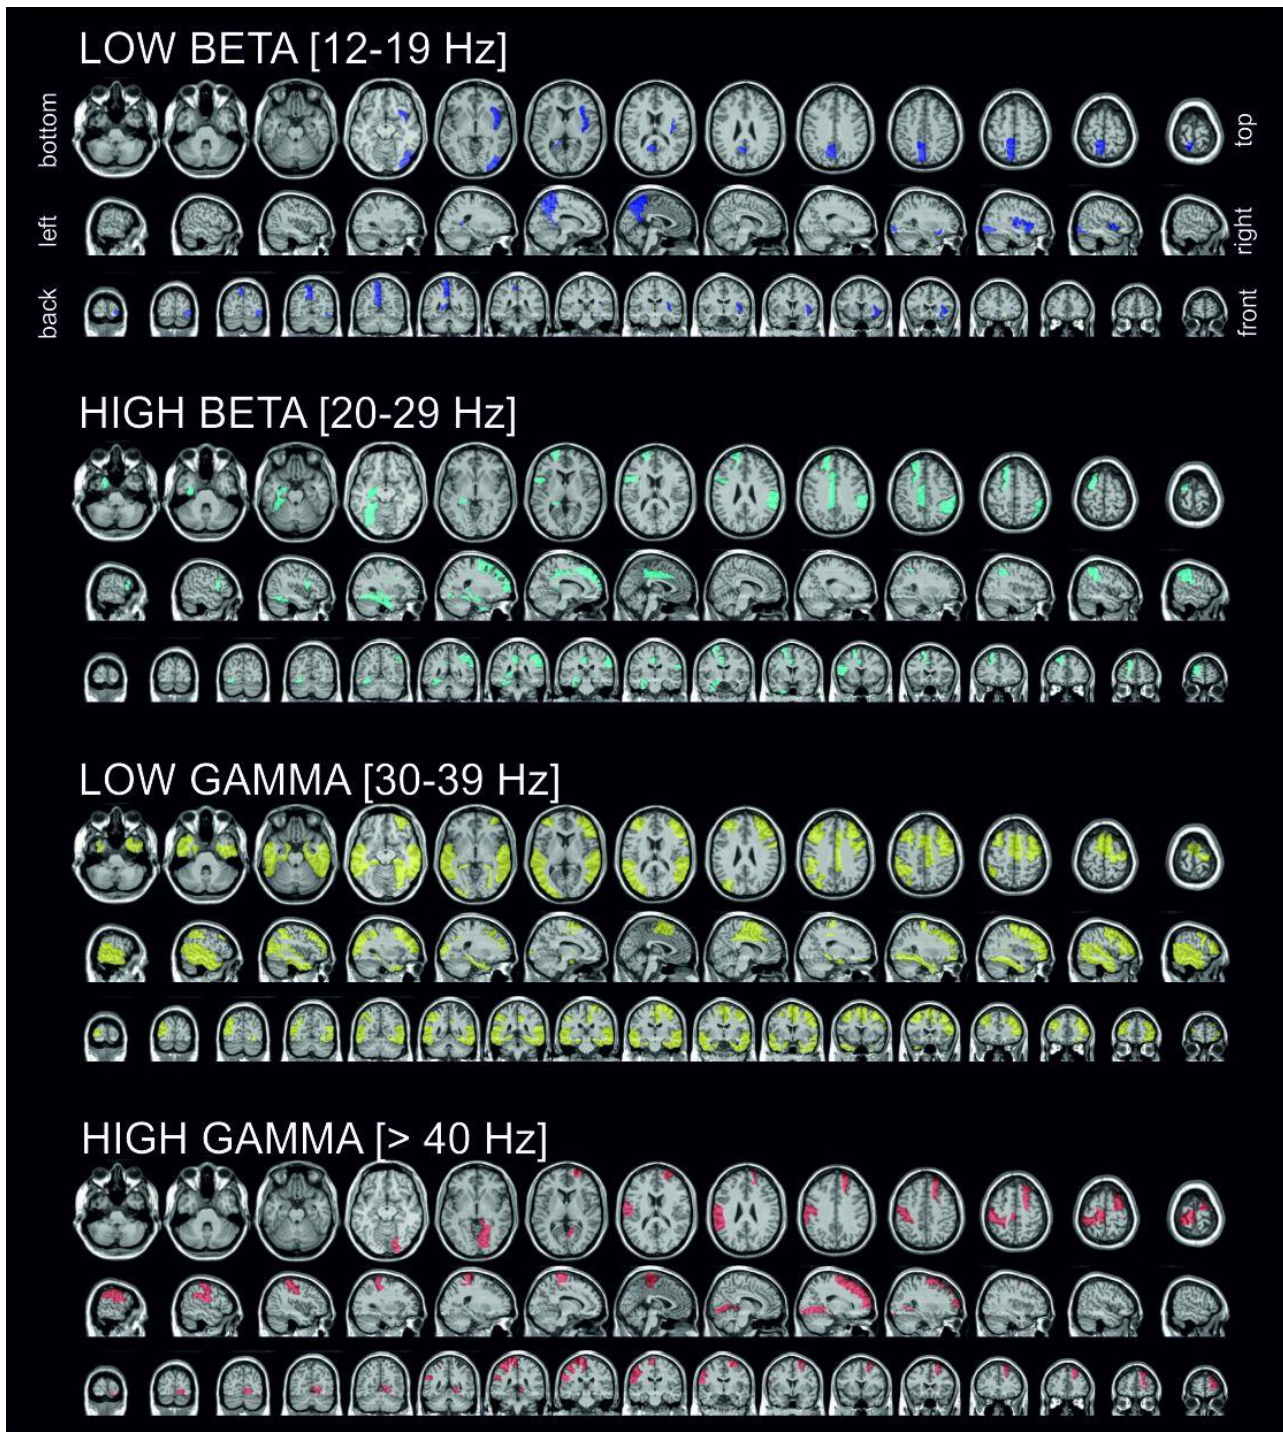 LOW BETA [12-19 Hz]
bottom
top
left
right
back
front
HIGH BETA [20-29 Hz]
LOW GAMMA [30-39 Hz]
HIGH GAMMA [> 40 Hz]